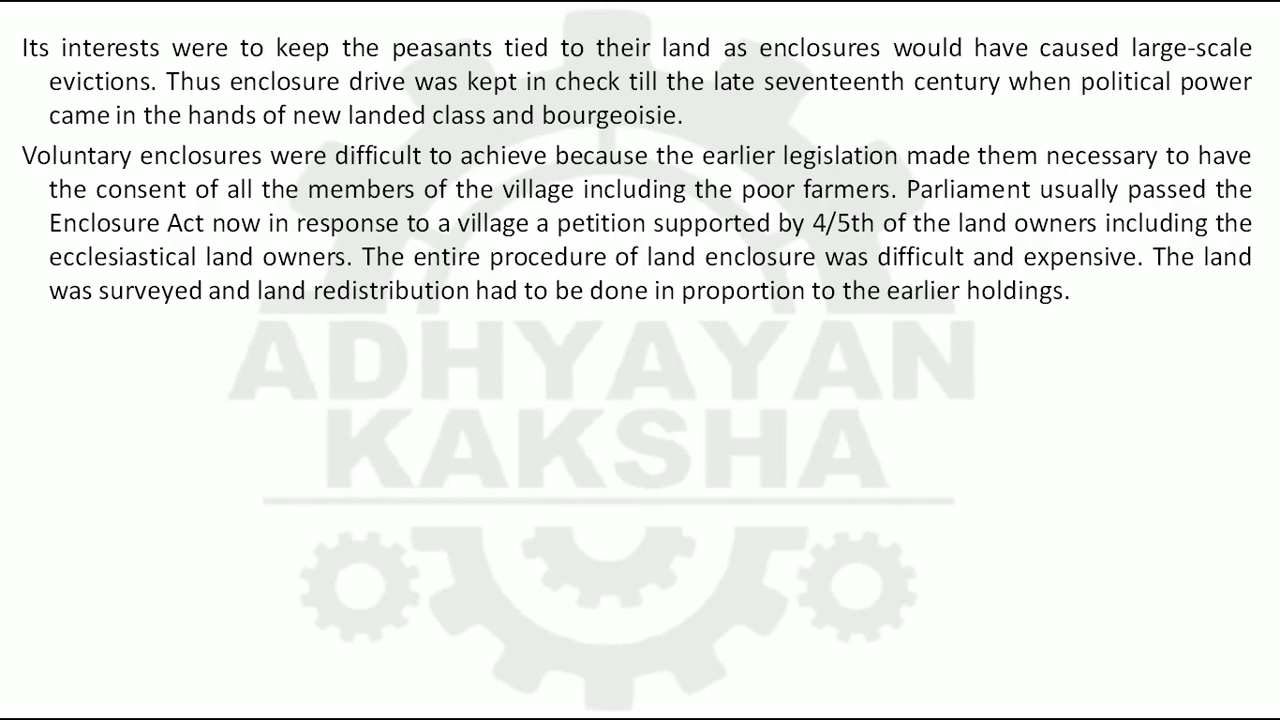 Its interests were to keep the peasants tied to their land as enclosures would have caused large-scale
evictions. Thus enclosure drive was kept in check till the late seventeenth century when political power
came in the hands of new landed class and bourgeoisie.
Voluntary enclosures were difficult to achieve because the earlier legislation made them necessary to have
the consent of all the members of the village including the poor farmers. Parliament usually passed the
Enclosure Act now in response to a village a petition supported by 4/5th of the land owners including the
ecclesiastical land owners. The entire procedure of land enclosure was difficult and expensive. The land
was surveyed and land redistribution had to be done in proportion to the earlier holdings.
ADHYAYAN
KAKSHA